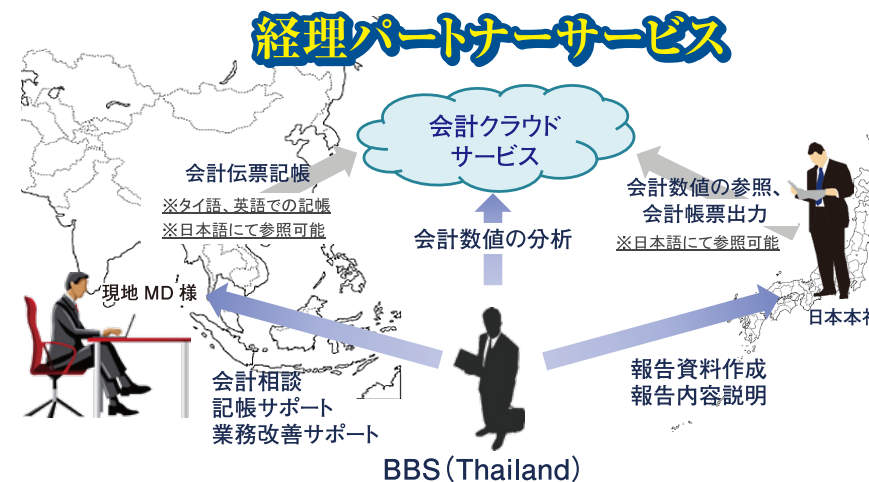 経理パートナーサービス
会計クラウド
サービス
会計伝票記帳
※タイ語、英語での記帳
※日本語にて参照可能
会計数値の参照、
会計帳票出力
※日本語にて参照可能
会計数値の分析
現地 MD 様
日本本社
会計相談
記帳サポート
業務改善サポート
報告資料作成
報告内容説明
BBS（Thailand）